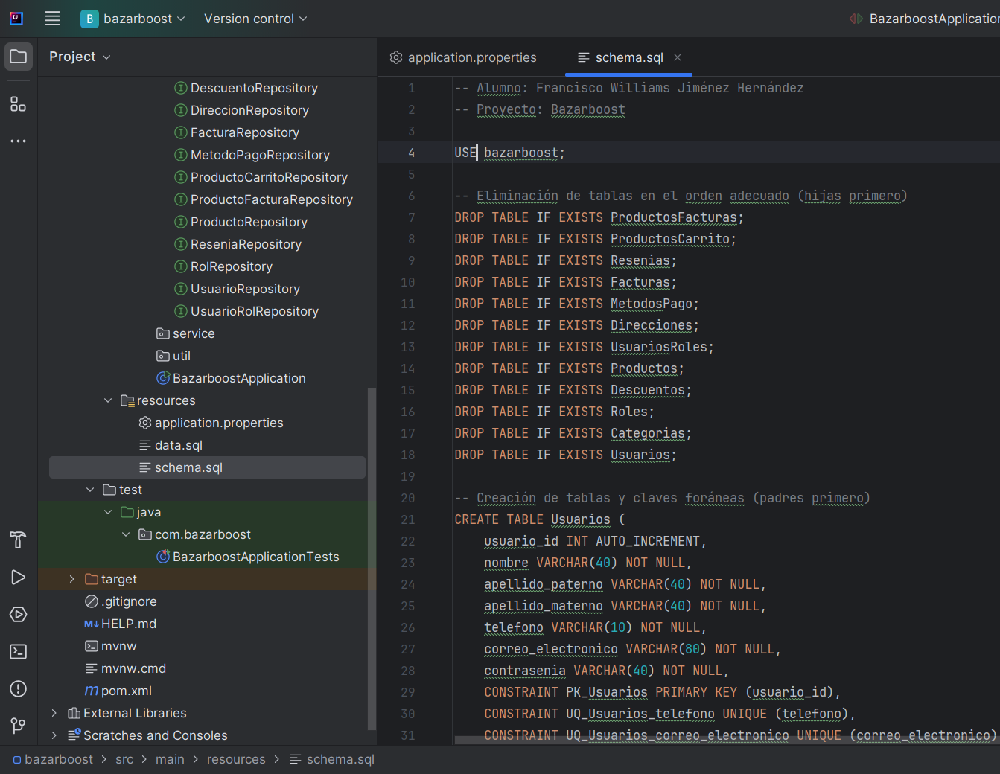 B bazarboost Version control BazarboostApplication
Project
DescuentoRepository
DireccionRepository
FacturaRepository
MetodoPagoRepository
ProductoCarritoRepository
ProductoFacturaRepository
ProductoRepository
ReseniaRepository
RolRepository
UsuarioRepository
UsuarioRolRepository
service
util
BazarboostApplication
resources
application.properties
data.sql
schema.sql
test
java
com.bazarboost
BazarboostApplicationTests
target
.gitignore
HELP.md
mvnw
mvnw.cmd
pom.xml
External Libraries
Scratches and Consoles
application.properties schema.sql
1 -- Alumno: Francisco Williams Jiménez Hernández
2 -- Proyecto: Bazarboost
3
4 USE bazarboost;
5
6 -- Eliminación de tablas en el orden adecuado (hijas primero)
7 DROP TABLE IF EXISTS ProductosFacturas;
8 DROP TABLE IF EXISTS ProductosCarrito;
9 DROP TABLE IF EXISTS Resenias;
10 DROP TABLE IF EXISTS Facturas;
11 DROP TABLE IF EXISTS MetodosPago;
12 DROP TABLE IF EXISTS Direcciones;
13 DROP TABLE IF EXISTS UsuariosRoles;
14 DROP TABLE IF EXISTS Productos;
15 DROP TABLE IF EXISTS Descuentos;
16 DROP TABLE IF EXISTS Roles;
17 DROP TABLE IF EXISTS Categorias;
18 DROP TABLE IF EXISTS Usuarios;
19
20 -- Creación de tablas y claves foráneas (padres primero)
21 CREATE TABLE Usuarios (
22 usuario_id INT AUTO_INCREMENT,
23 nombre VARCHAR(40) NOT NULL,
24 apellido_paterno VARCHAR(40) NOT NULL,
25 apellido_materno VARCHAR(40) NOT NULL,
26 telefono VARCHAR(10) NOT NULL,
27 correo_electronico VARCHAR(80) NOT NULL,
28 contrasenia VARCHAR(40) NOT NULL,
29 CONSTRAINT PK_Usuarios PRIMARY KEY (usuario_id),
30 CONSTRAINT UQ_Usuarios_telefono UNIQUE (telefono),
31 CONSTRAINT UQ_Usuarios_correo_electronico UNIQUE (correo_electronico)
bazarboost > src > main > resources > schema.sql